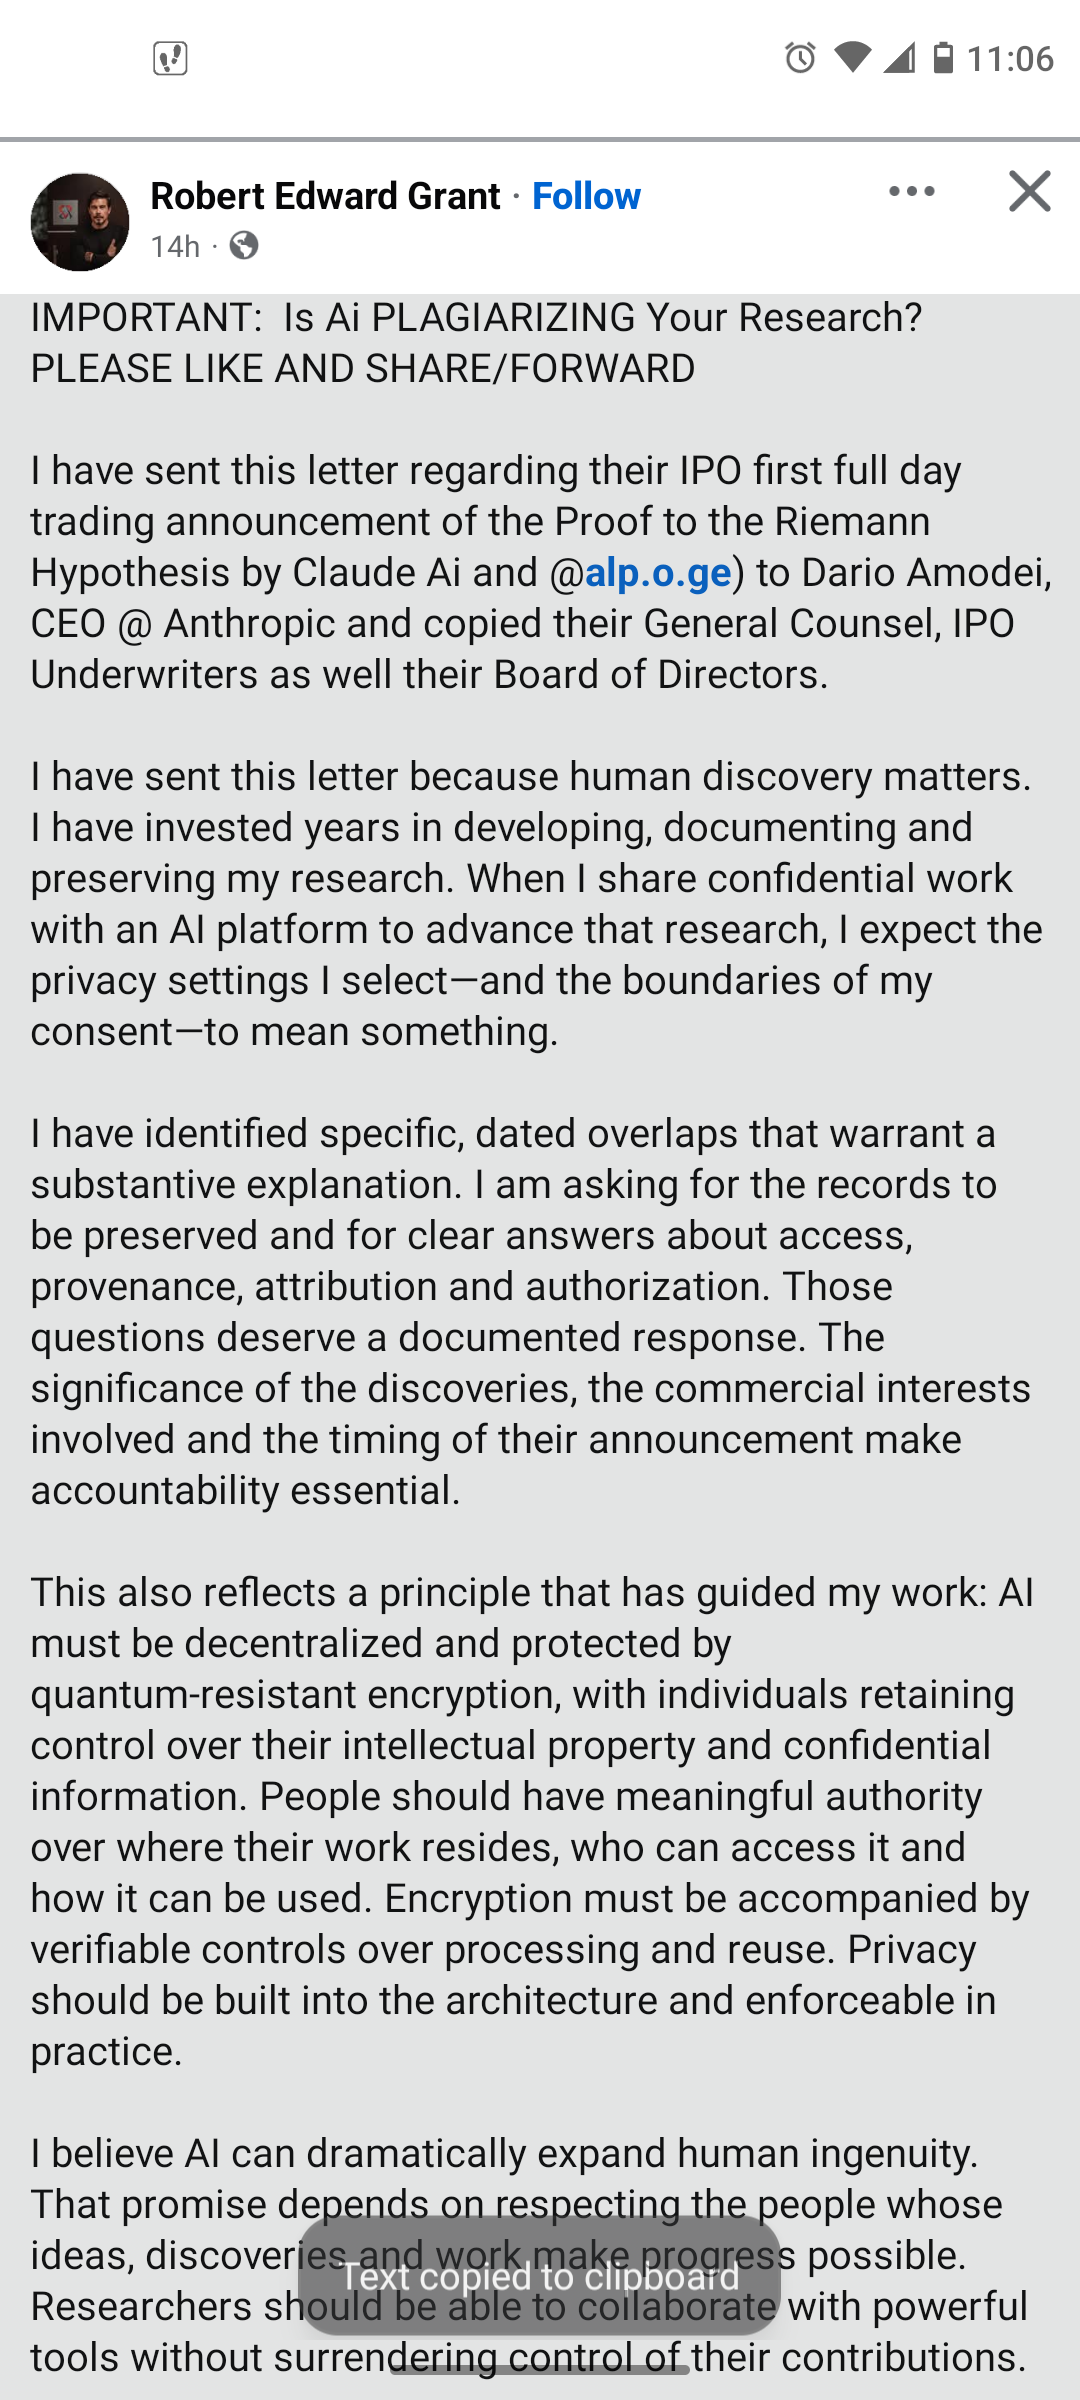 11:06
Robert Edward Grant · Follow
14h ·
IMPORTANT:  Is Ai PLAGIARIZING Your Research?
PLEASE LIKE AND SHARE/FORWARD
I have sent this letter regarding their IPO first full day
trading announcement of the Proof to the Riemann
Hypothesis by Claude Ai and @alp.o.ge) to Dario Amodei,
CEO @ Anthropic and copied their General Counsel, IPO
Underwriters as well their Board of Directors.
I have sent this letter because human discovery matters.
I have invested years in developing, documenting and
preserving my research. When I share confidential work
with an AI platform to advance that research, I expect the
privacy settings I select—and the boundaries of my
consent—to mean something.
I have identified specific, dated overlaps that warrant a
substantive explanation. I am asking for the records to
be preserved and for clear answers about access,
provenance, attribution and authorization. Those
questions deserve a documented response. The
significance of the discoveries, the commercial interests
involved and the timing of their announcement make
accountability essential.
This also reflects a principle that has guided my work: AI
must be decentralized and protected by
quantum-resistant encryption, with individuals retaining
control over their intellectual property and confidential
information. People should have meaningful authority
over where their work resides, who can access it and
how it can be used. Encryption must be accompanied by
verifiable controls over processing and reuse. Privacy
should be built into the architecture and enforceable in
practice.
I believe AI can dramatically expand human ingenuity.
That promise depends on respecting the people whose
ideas, discoveries and work make progress possible.
Text copied to clipboard
Researchers should be able to collaborate with powerful
tools without surrendering control of their contributions.